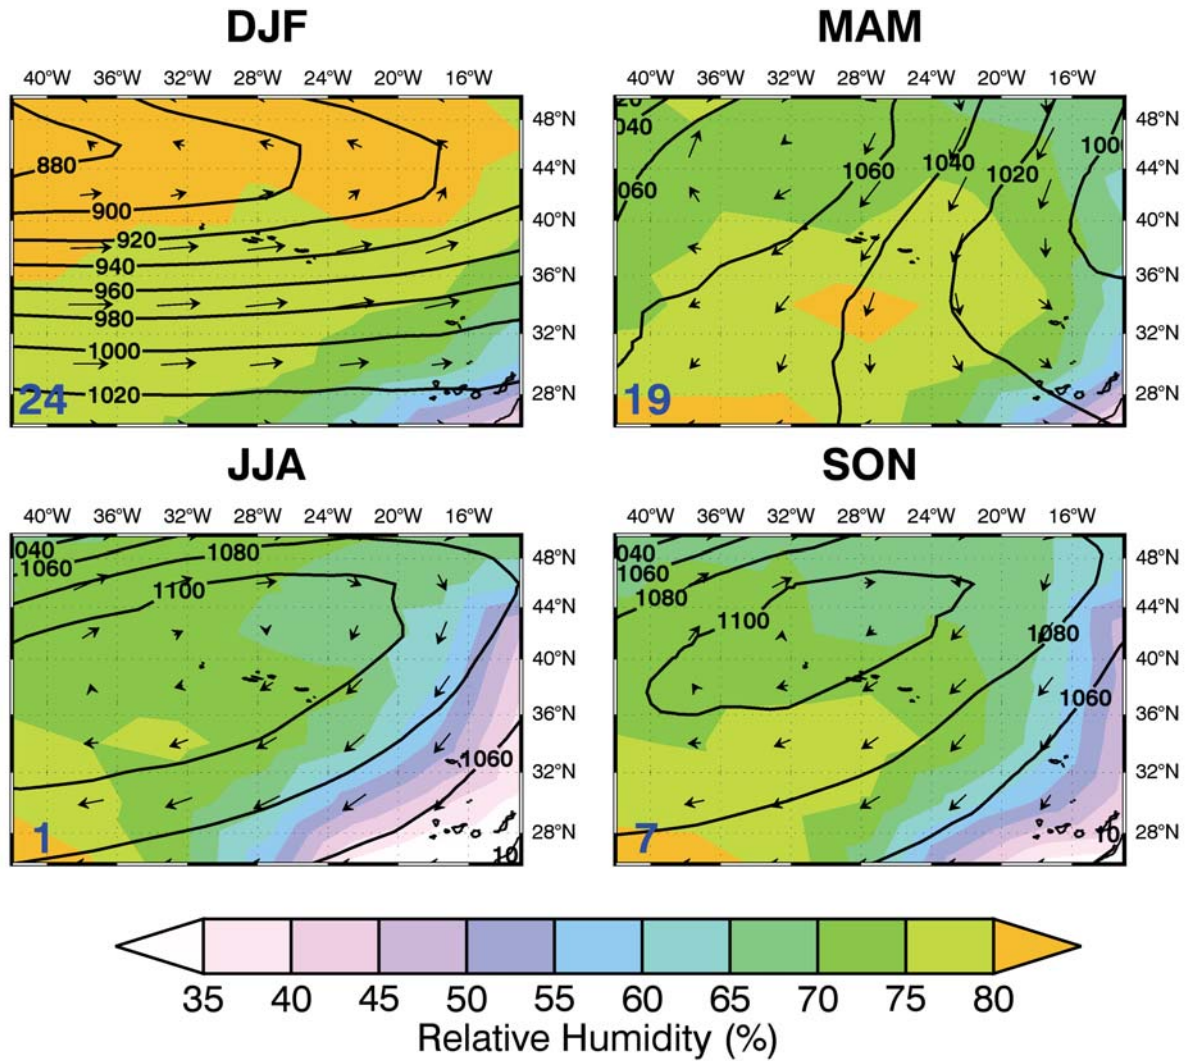 DJF MAM
40°W 36°W 32°W 28°W 24°W 20°W 16°W 40°W 36°W 32°W 28°W 24°W 20°W 16°W
48°N
44°N
40°N
36°N
32°N
28°N
880
900
920
940
960
980
1000
1020
24
20
040
060
1060
1040
1020
100
19
48°N
44°N
40°N
36°N
32°N
28°N
JJA SON
40°W 36°W 32°W 28°W 24°W 20°W 16°W 40°W 36°W 32°W 28°W 24°W 20°W 16°W
040
1060
1080
1100
1060
10
1
48°N
44°N
40°N
36°N
32°N
28°N
040
1060
1080
1100
1080
1060
10
7
48°N
44°N
40°N
36°N
32°N
28°N
35 40 45 50 55 60 65 70 75 80
Relative Humidity (%)